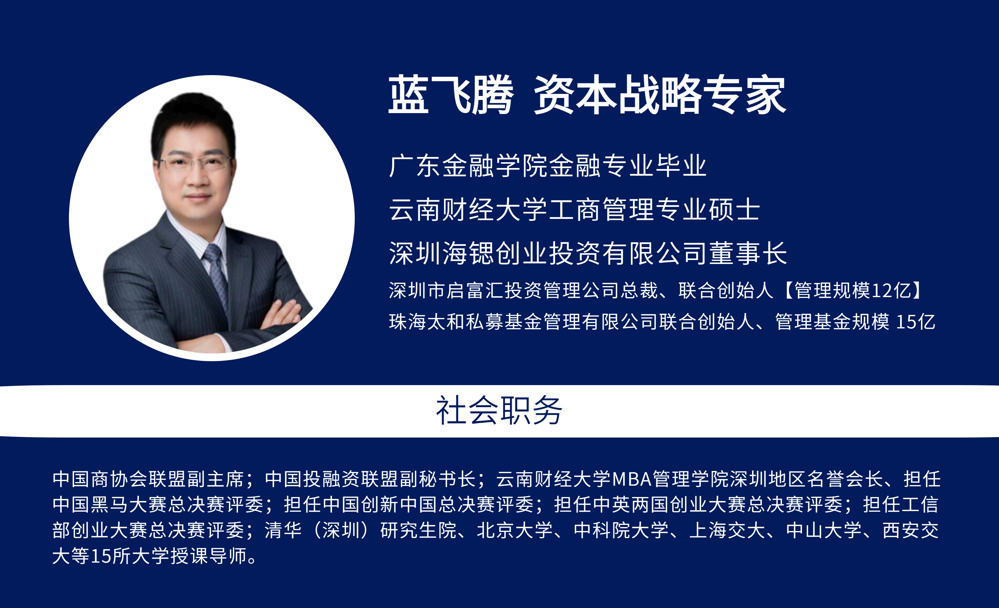 蓝飞腾 资本战略专家
广东金融学院金融专业毕业
云南财经大学工商管理专业硕士
深圳海锶创业投资有限公司董事长
深圳市启富汇投资管理公司总裁、联合创始人【管理规模12亿】
珠海太和私募基金管理有限公司联合创始人、管理基金规模 15亿
社会职务
中国商协会联盟副主席；中国投融资联盟副秘书长；云南财经大学MBA管理学院深圳地区名誉会长、担任
中国黑马大赛总决赛评委；担任中国创新中国总决赛评委；担任中英两国创业大赛总决赛评委；担任工信
部创业大赛总决赛评委；清华（深圳）研究生院、北京大学、中科院大学、上海交大、中山大学、西安交
大等15所大学授课导师。